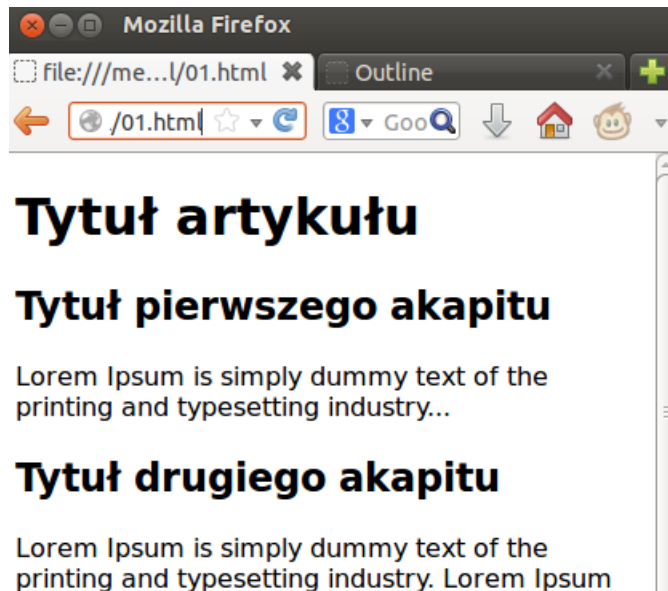 Mozilla Firefox
file:///me...l/01.html Outline
/01.html 8 Goo
Tytuł artykułu
Tytuł pierwszego akapitu
Lorem Ipsum is simply dummy text of the
printing and typesetting industry...
Tytuł drugiego akapitu
Lorem Ipsum is simply dummy text of the
printing and typesetting industry. Lorem Ipsum